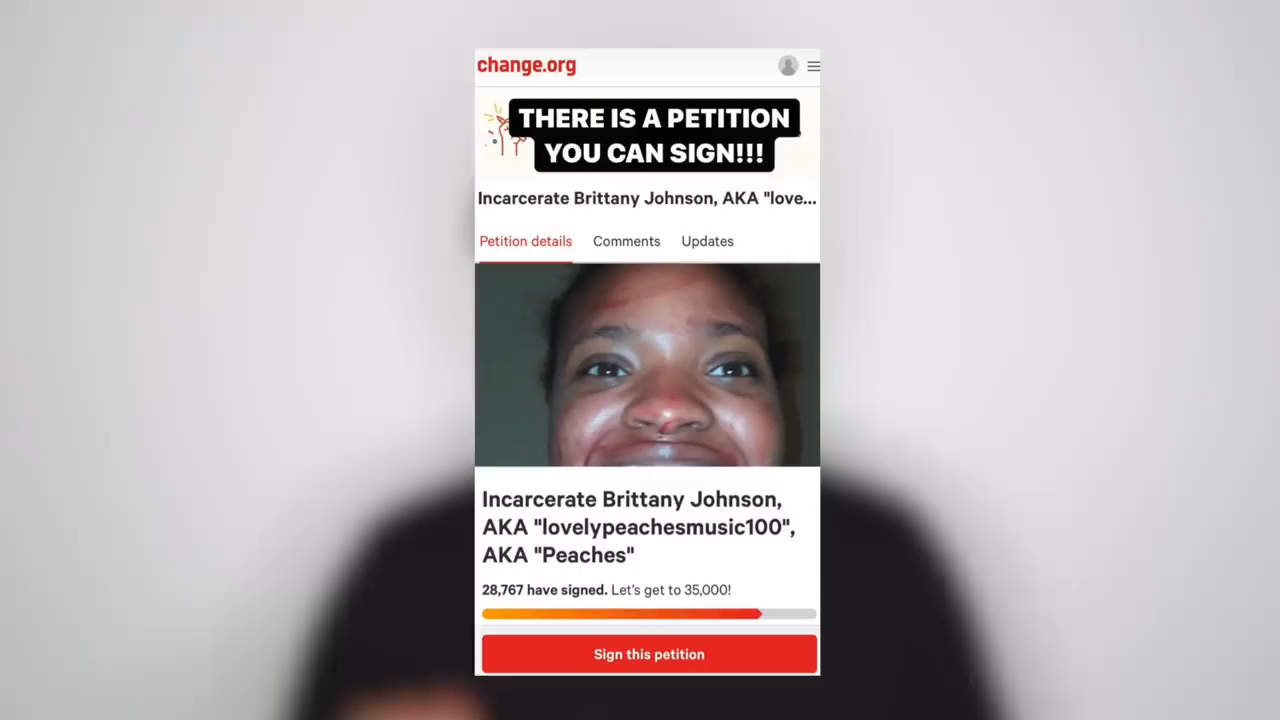 change.org
THERE IS A PETITION
YOU CAN SIGN!!!
Incarcerate Brittany Johnson, AKA "love...
Petition details Comments Updates
Incarcerate Brittany Johnson,
AKA "lovelypeachesmusic100",
AKA "Peaches"
28,767 have signed. Let's get to 35,000!
Sign this petition